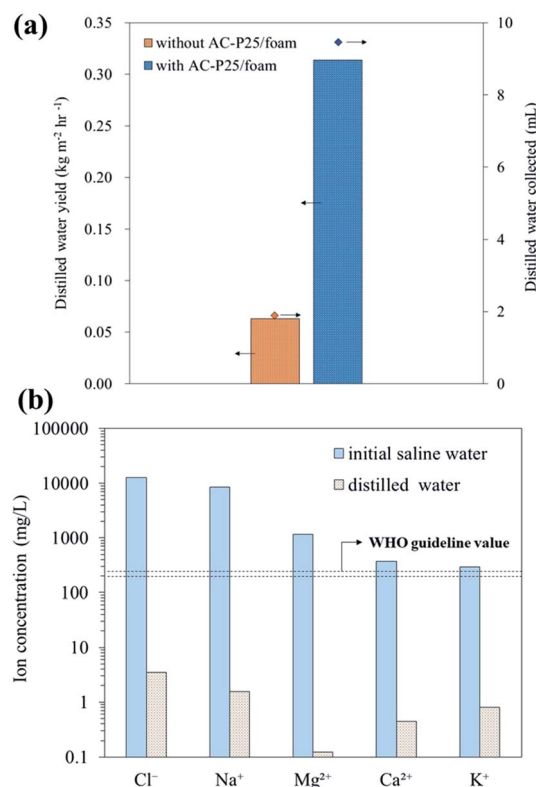 (a)
0.35
0.30
0.25
0.20
0.15
0.10
0.05
0.00
Distilled water yield (kg m⁻² hr⁻¹)
without AC-P25/foam
with AC-P25/foam
10
8
6
4
2
0
Distilled water collected (mL)
(b)
100000
10000
1000
100
10
1
0.1
Ion concentration (mg/L)
initial saline water
distilled water
WHO guideline value
Cl⁻ Na⁺ Mg²⁺ Ca²⁺ K⁺